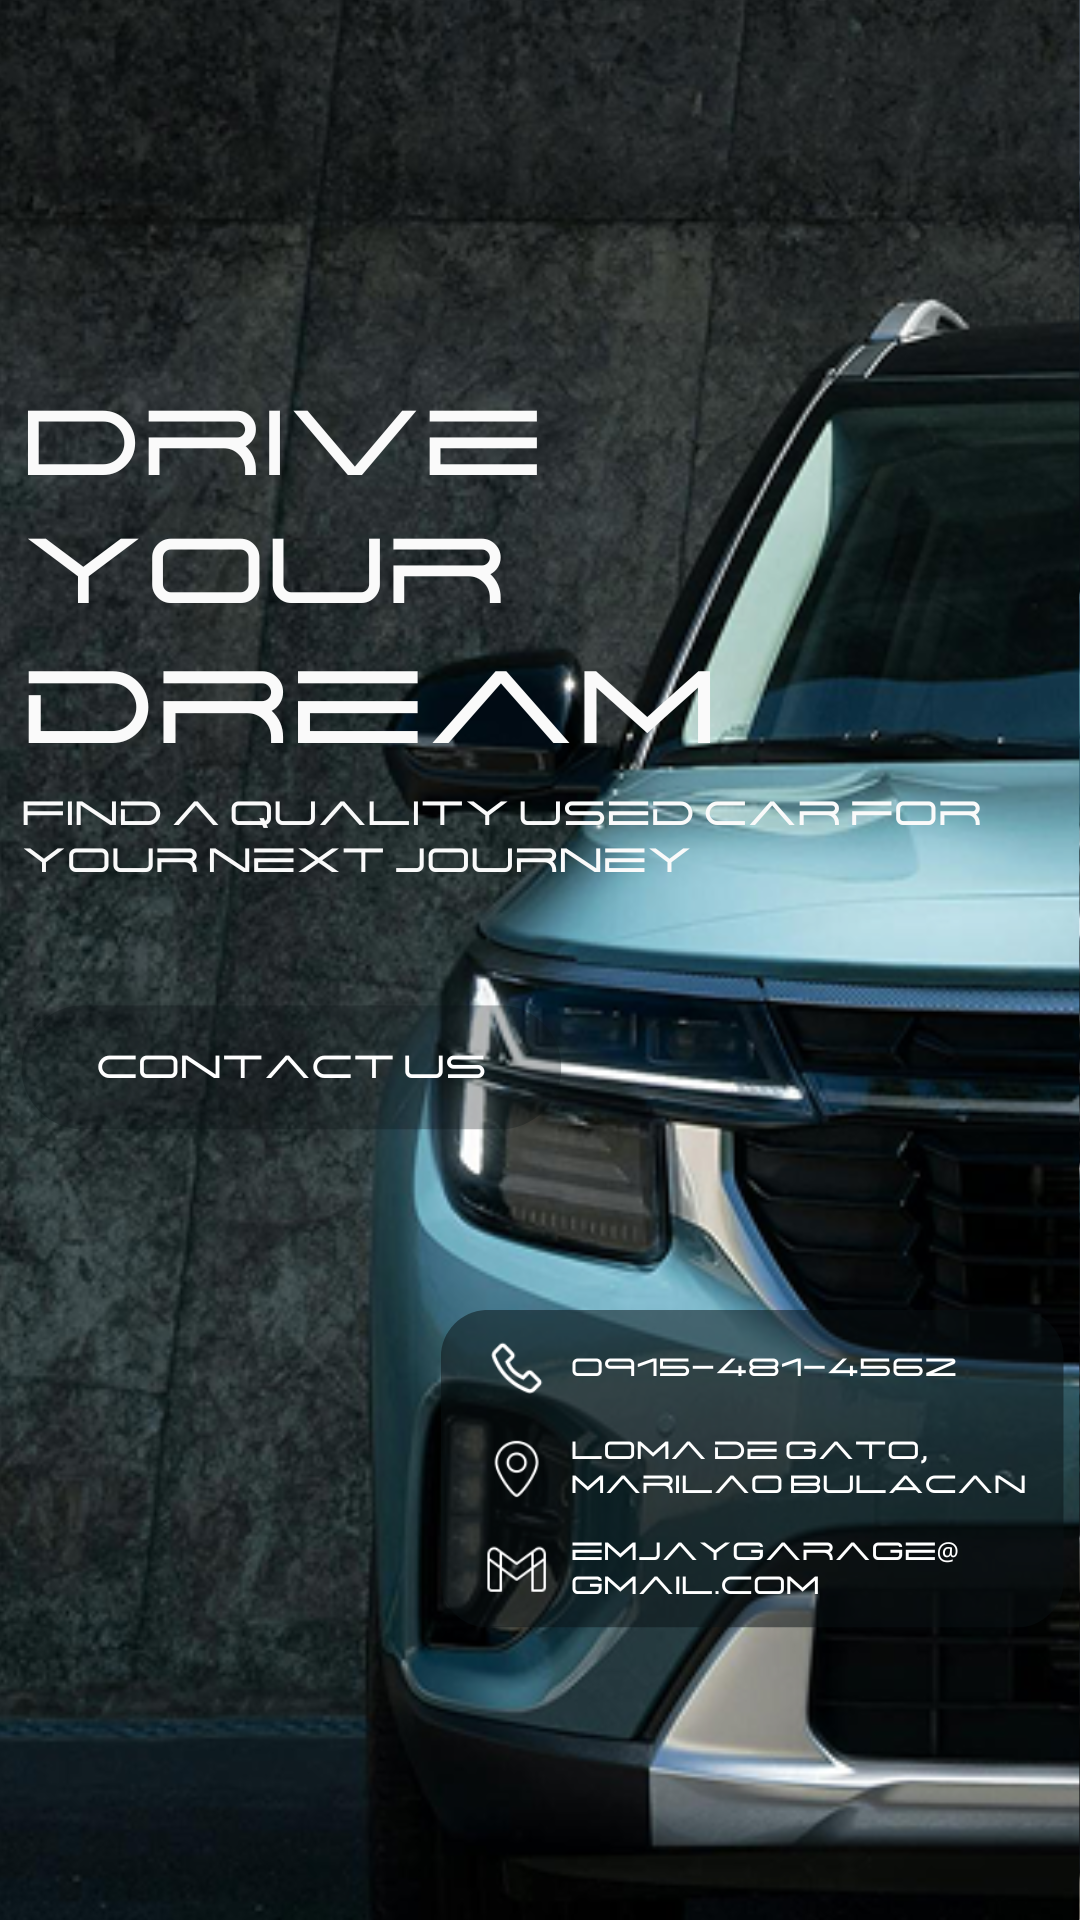 DRIVE
YOUR
DREAM
FIND A QUALITY USED CAR FOR
YOUR NEXT JOURNEY
CONTACT US
0915-481-4562
LOMA DE GATO,
MARILAO BULACAN
EMJAYGARAGE@
GMAIL.COM